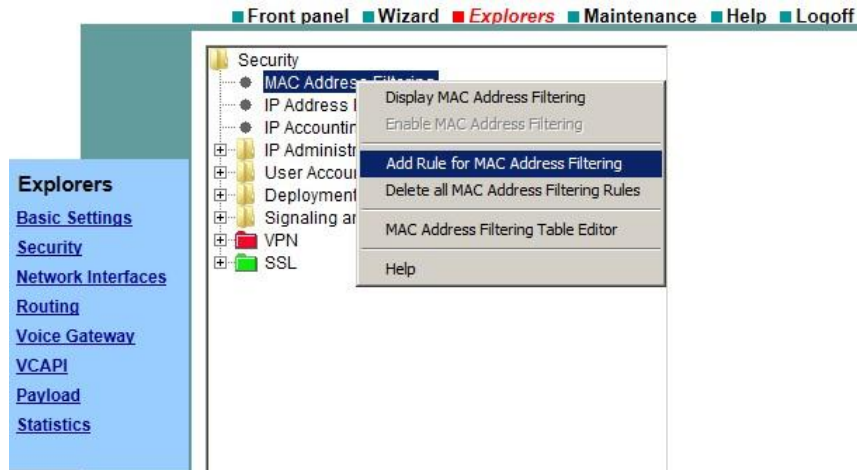 Front panel Wizard Explorers Maintenance Help Logoff
Security
MAC Address Filtering
IP Address
IP
IP
User
Deployment
Signaling
VPN
SSL
Display MAC Address Filtering
Enable MAC Address Filtering
Add Rule for MAC Address Filtering
Delete all MAC Address Filtering Rules
MAC Address Filtering Table Editor
Help
Explorers
Basic Settings
Security
Network Interfaces
Routing
Voice Gateway
VCAPI
Payload
Statistics